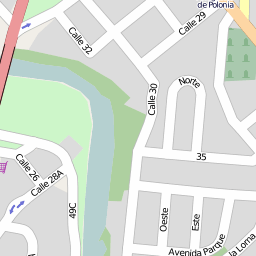 de Polonia
Calle 29
Calle 32
Norte
Calle 30
35
Calle 26
Calle 28A
49C
Oeste
Este
Avenida Parque
la Loma